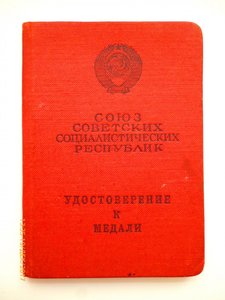 СОЮЗ
СОВЕТСКИХ
СОЦИАЛИСТИЧЕСКИХ
РЕСПУБЛИК
УДОСТОВЕРЕНИЕ
К
МЕДАЛИ